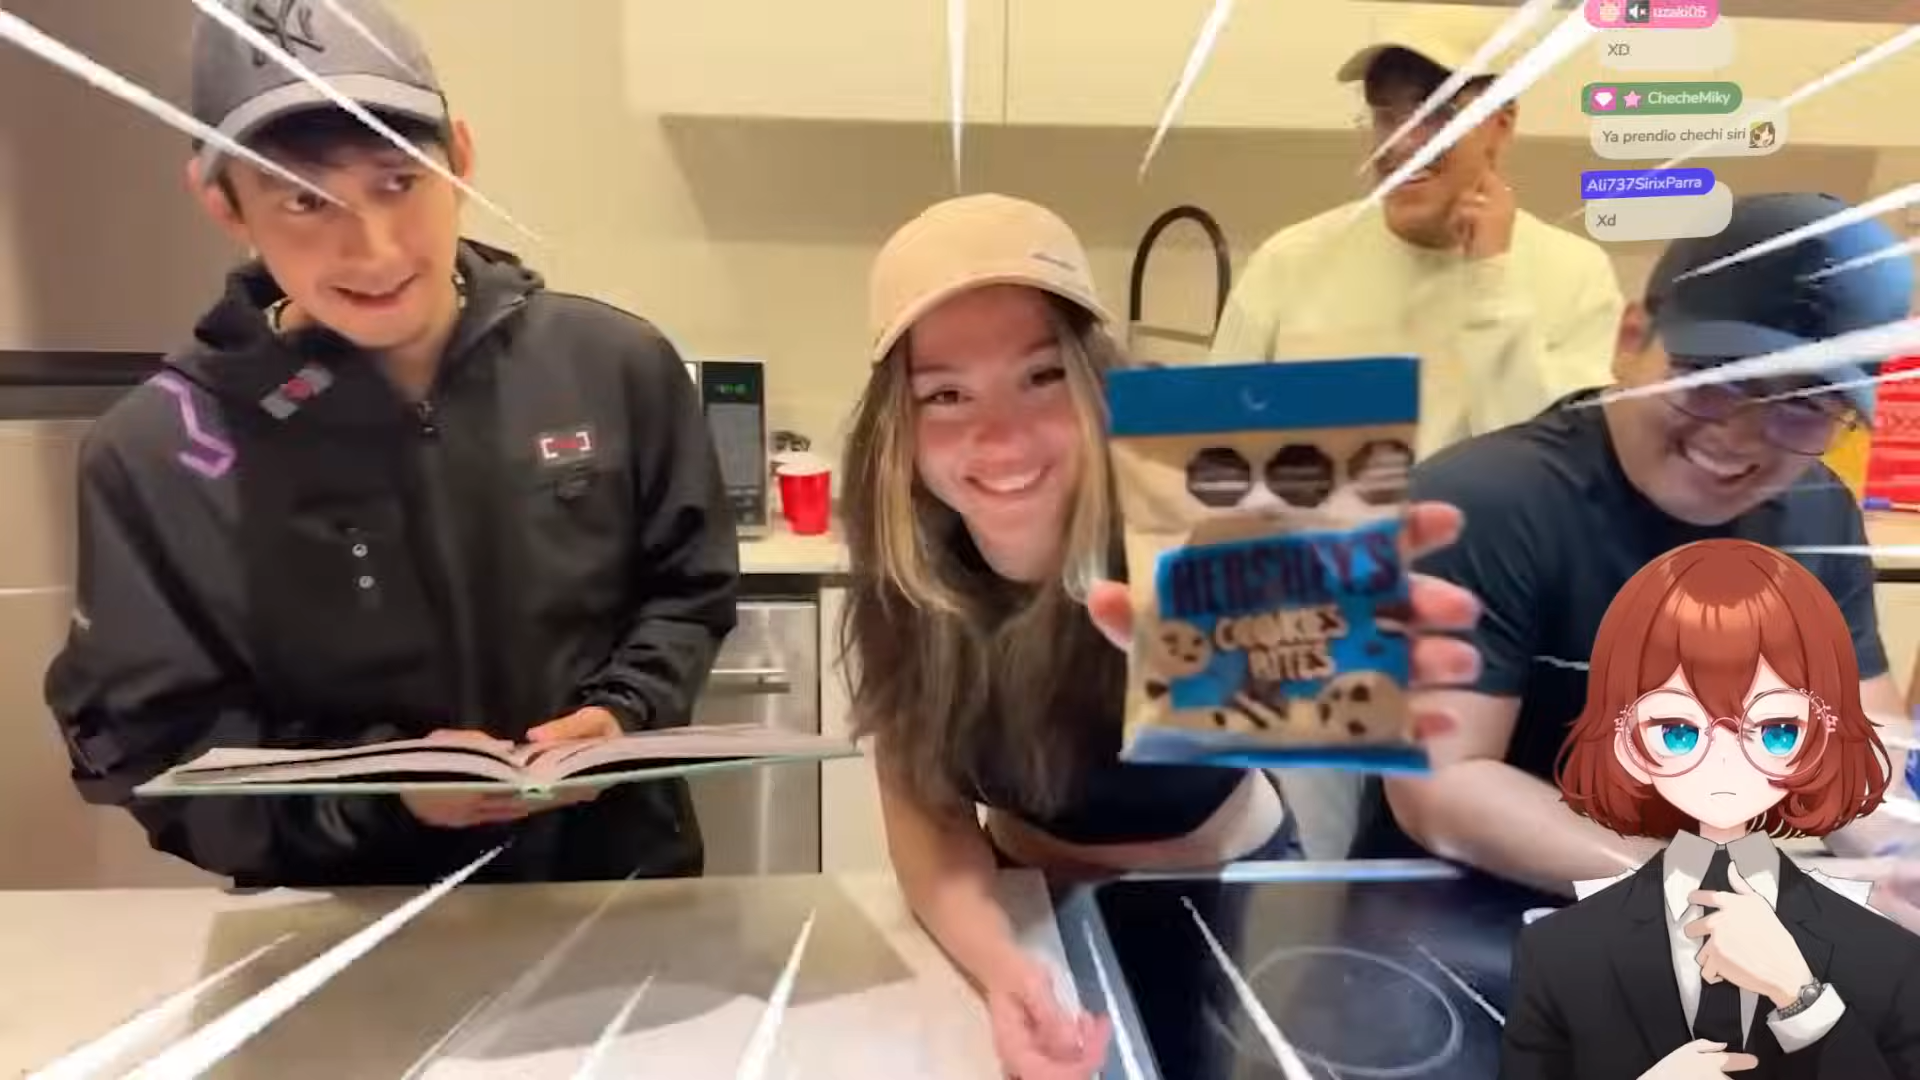 uzaki05
XD
ChecheMiky
Ya prendio chechi siri
Ali737SirixParra
Xd
HERSHEY'S
COOKIES
BITES